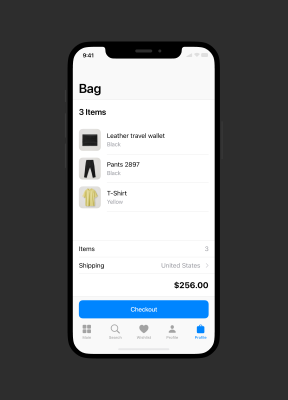 9:41
Bag
3 Items
Leather travel wallet
Black
Pants 2897
Black
T-Shirt
Yellow
Items 3
Shipping United States
$256.00
Checkout
Search Wishlist Profile Profile